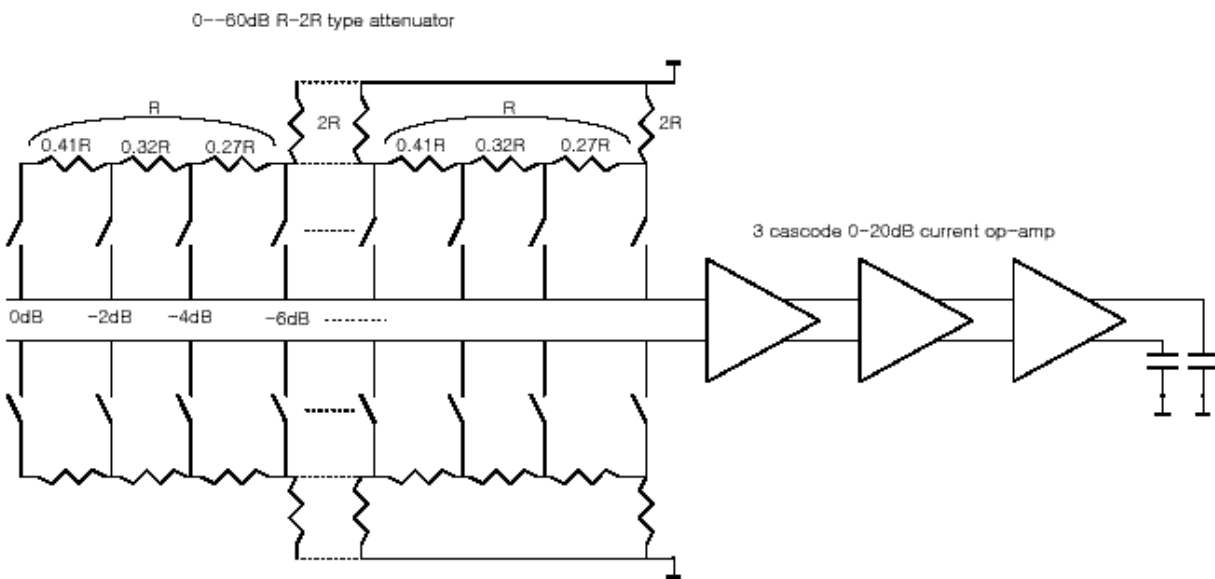 0--60dB R-2R type attenuator
R
R
2R
2R
0.41R 0.32R 0.27R
0.41R 0.32R 0.27R
3 cascode 0-20dB current op-amp
0dB -2dB -4dB -6dB